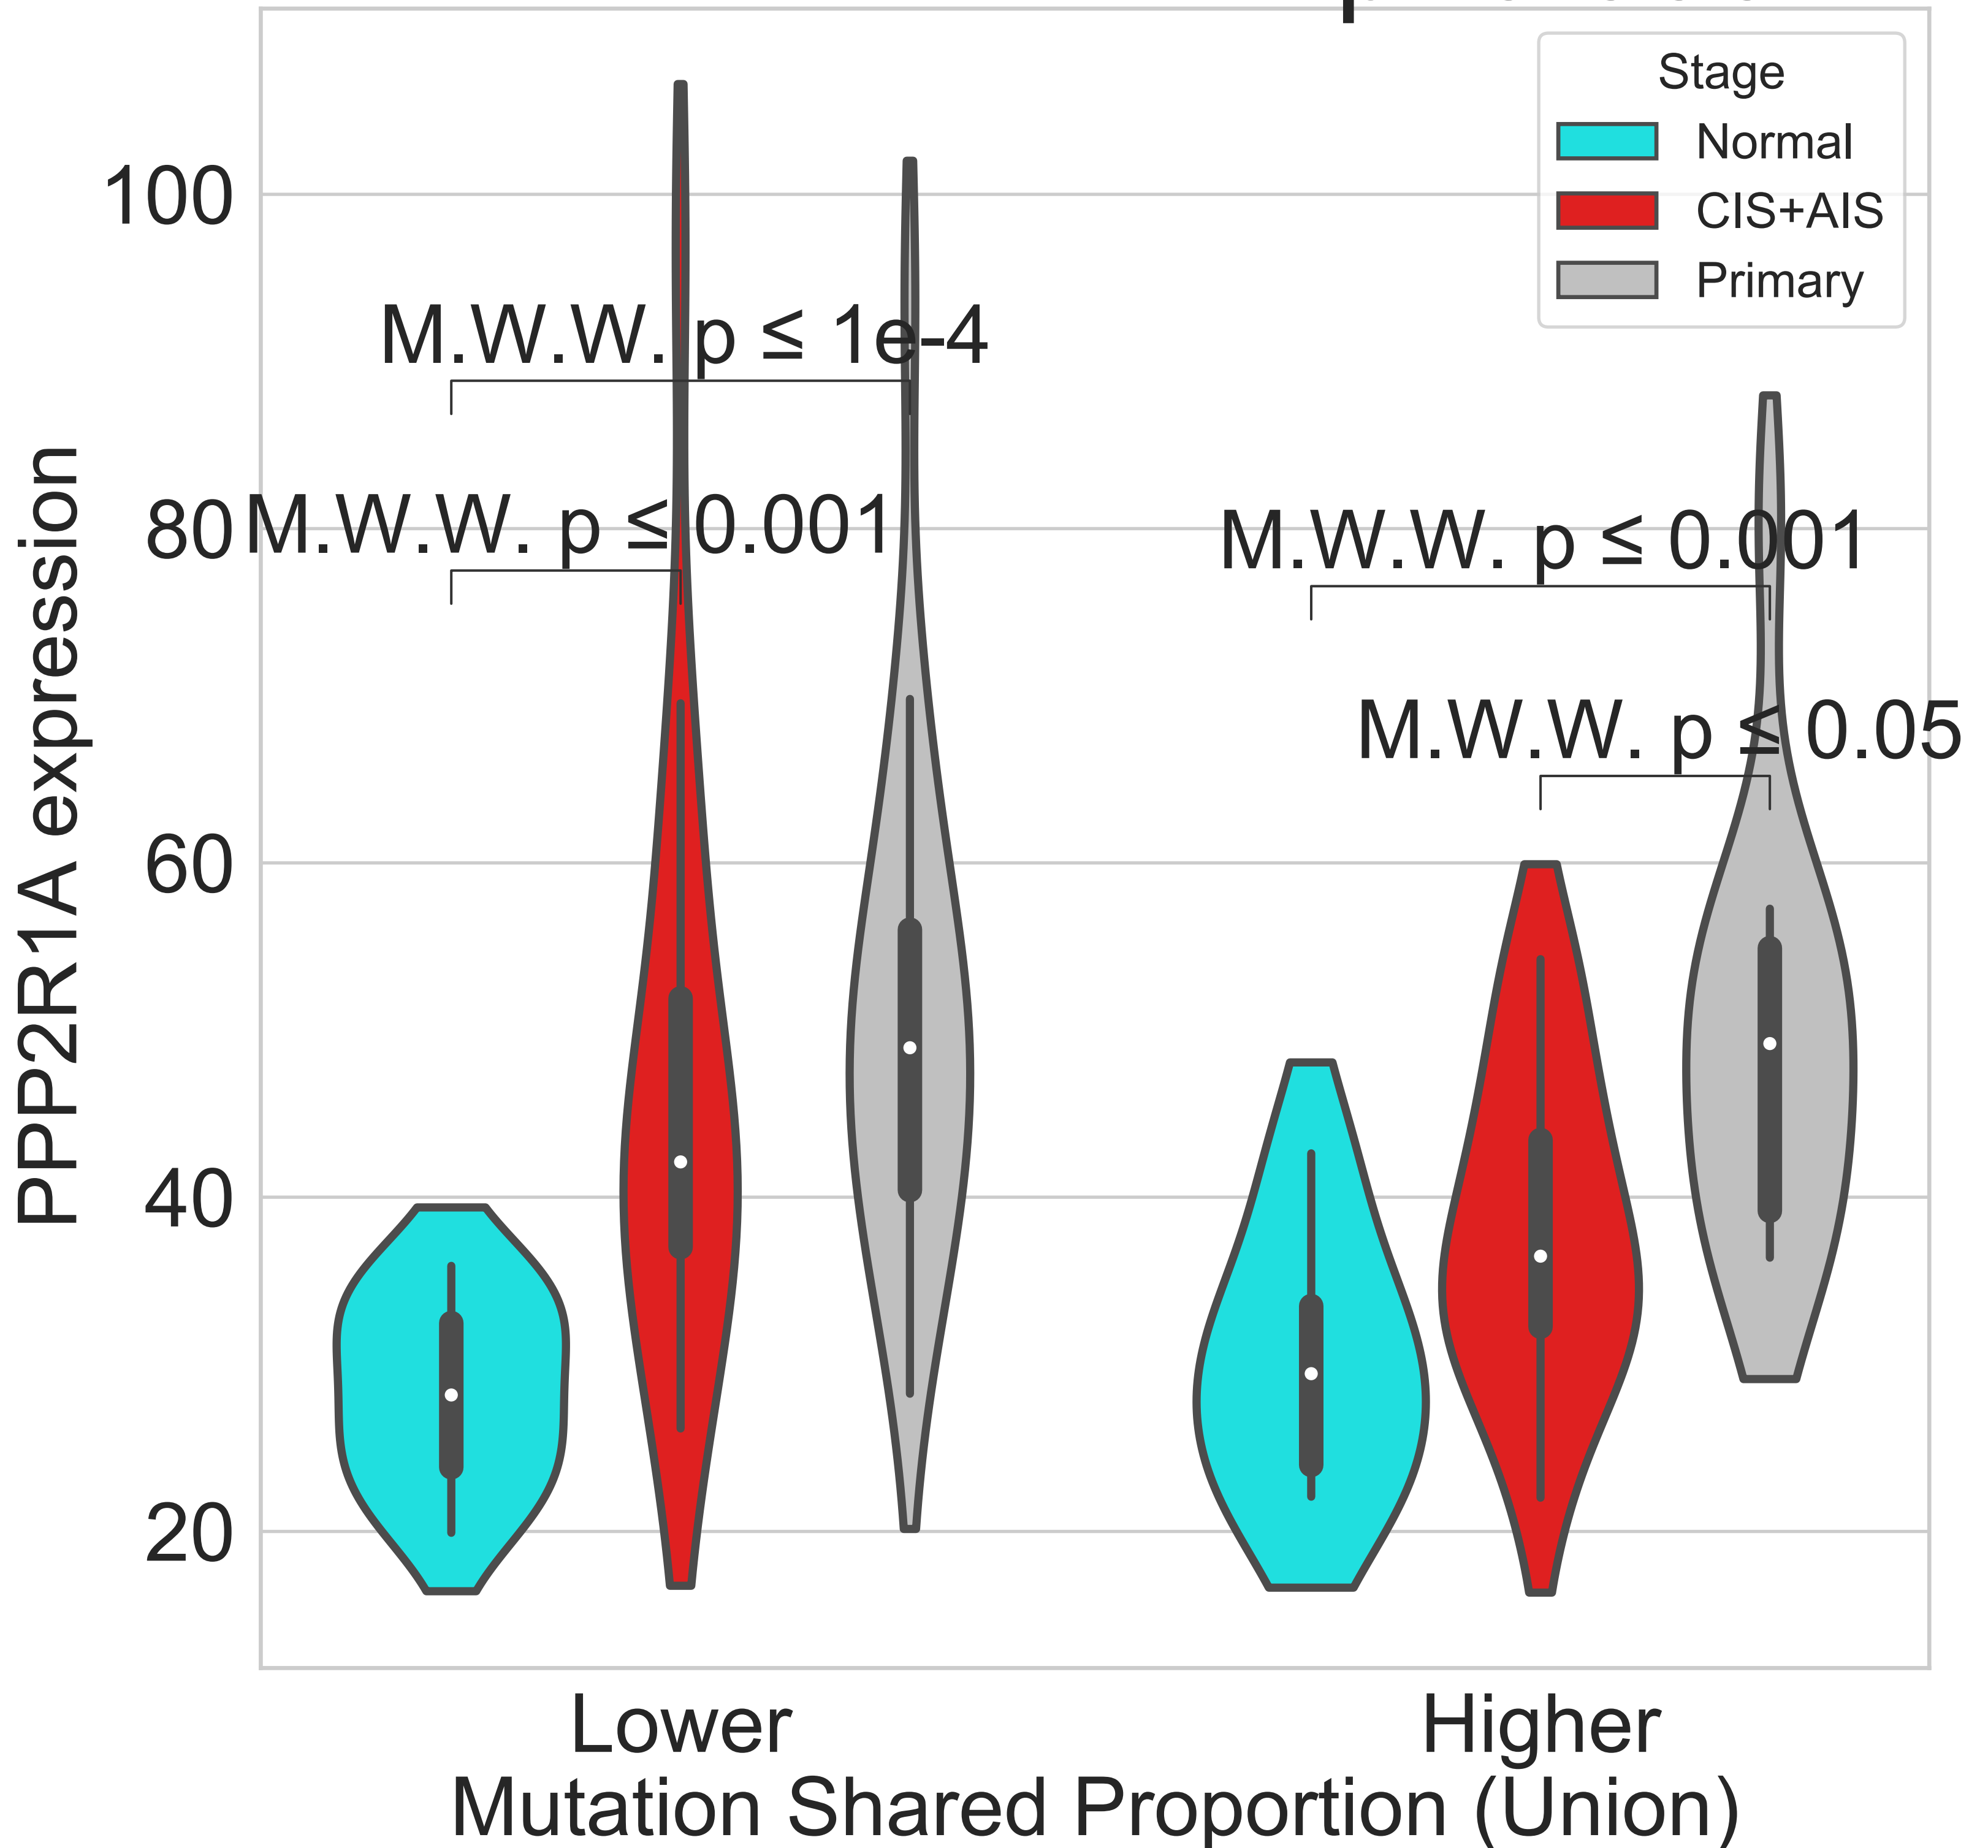 Stage
Normal
CIS+AIS
Primary
100
80
60
40
20
PPP2R1A expression
M.W.W. p ≤ 1e-4
M.W.W. p ≤ 0.001
M.W.W. p ≤ 0.001
M.W.W. p ≤ 0.05
Lower
Higher
Mutation Shared Proportion (Union)